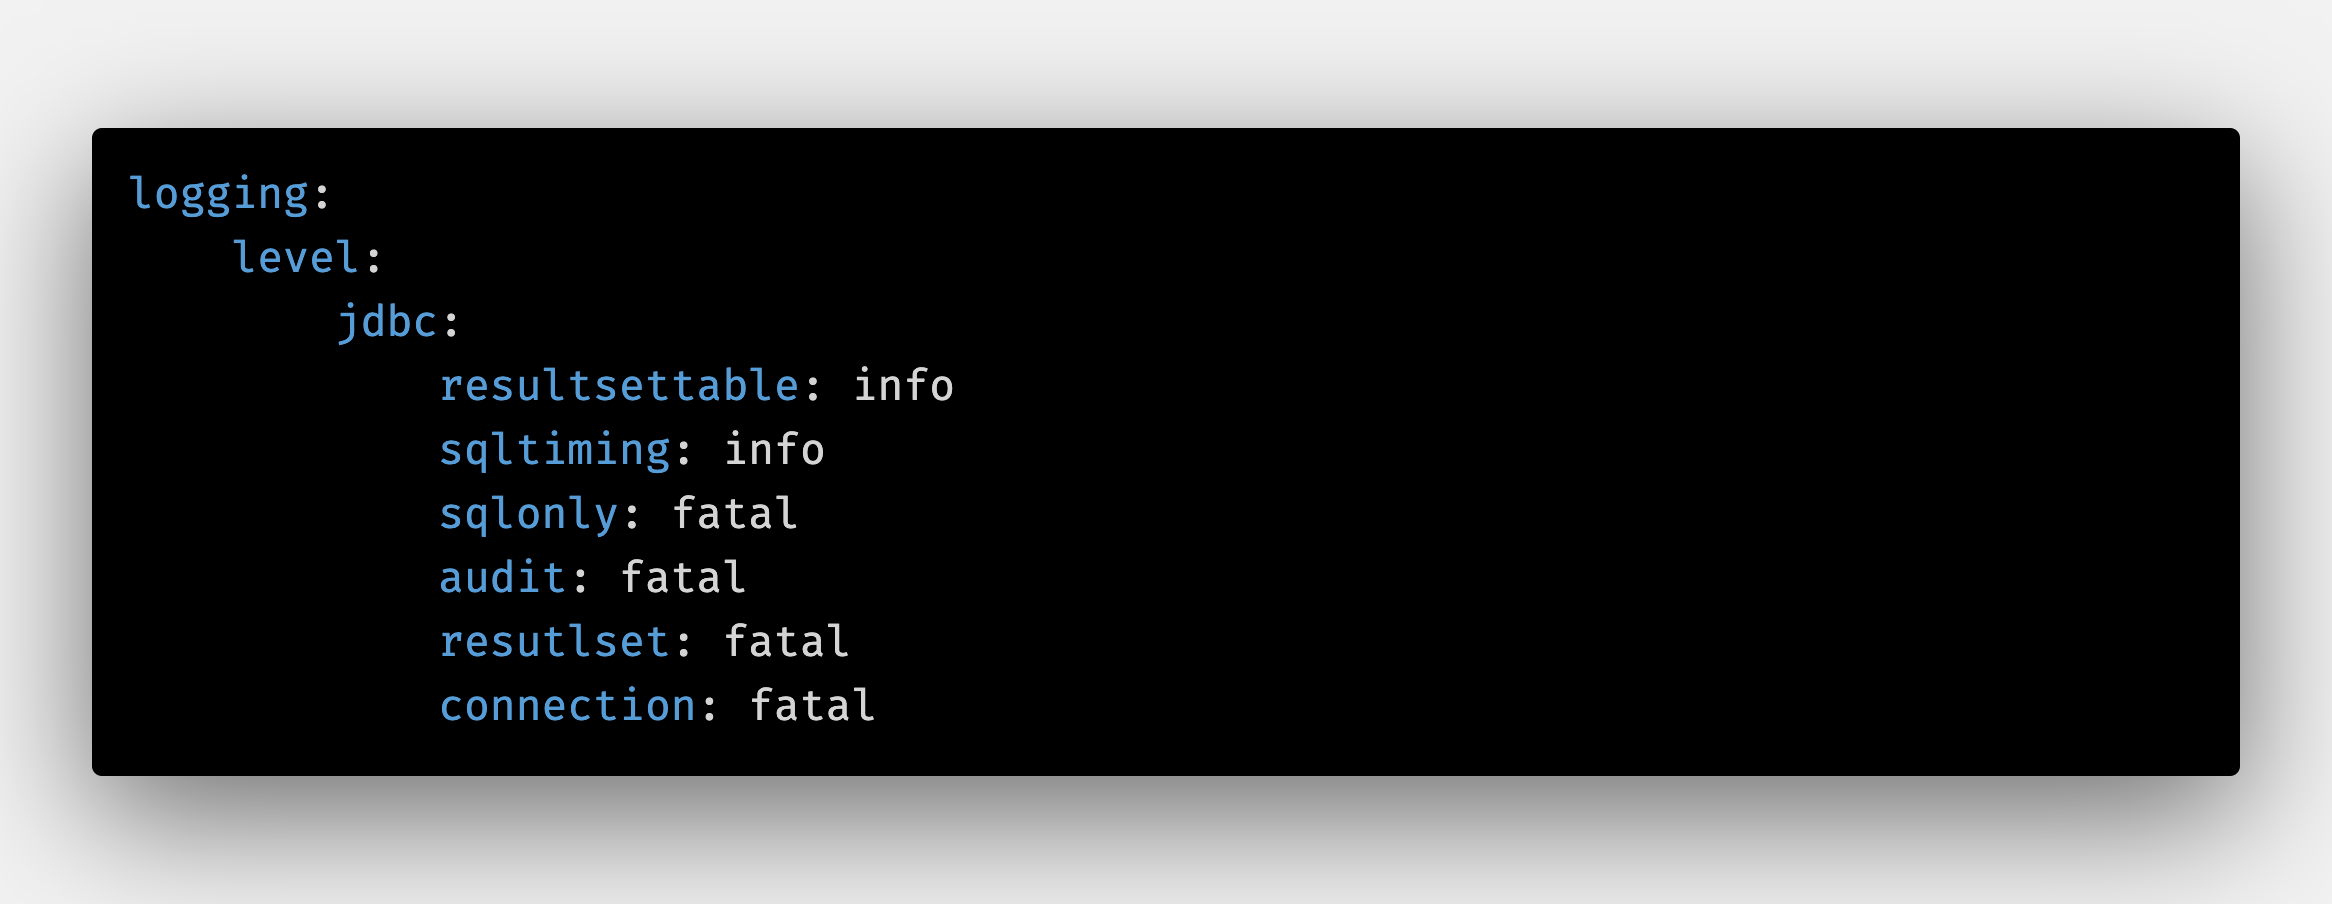 logging:
    level:
        jdbc:
            resultsettable: info
            sqltiming: info
            sqlonly: fatal
            audit: fatal
            resutlset: fatal
            connection: fatal